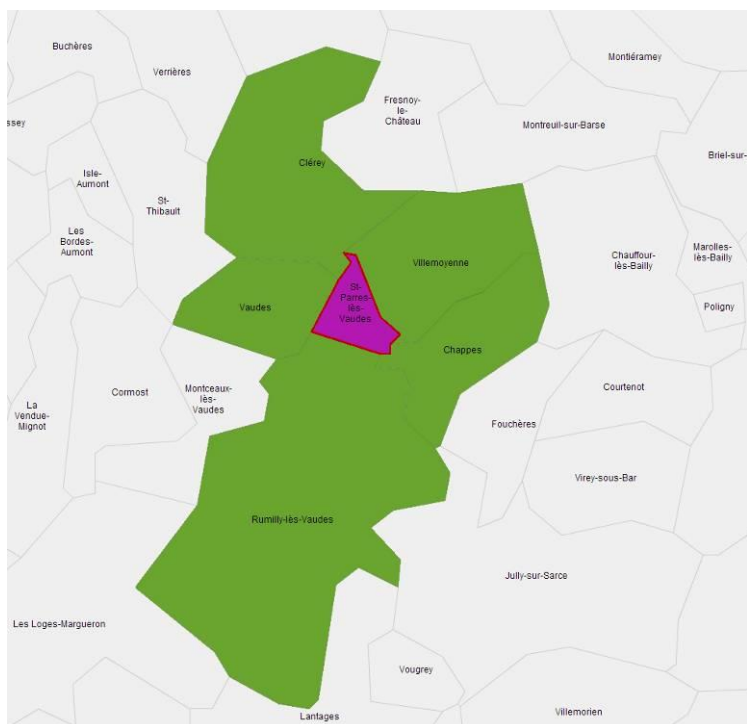 Buchères
Verrières
Montiéramey
Fresnoy-
le-
Château
ssey
Montreuil-sur-Barse
Briel-sur-
Clérey
Isle-
Aumont
St-
Thibault
Les
Bordes-
Aumont
Villemoyenne
Chauffour-
lès-Bailly
Marolles-
lès-Bailly
St-
Parres-
lès-
Vaudes
Vaudes
Poligny
Chappes
Cormost
Montceaux-
lès-
Vaudes
Courtenot
La
Vendue-
Mignot
Fouchères
Virey-sous-Bar
Rumilly-lès-Vaudes
Jully-sur-Sarce
Les Loges-Margueron
Vougrey
Lantages
Villemorien